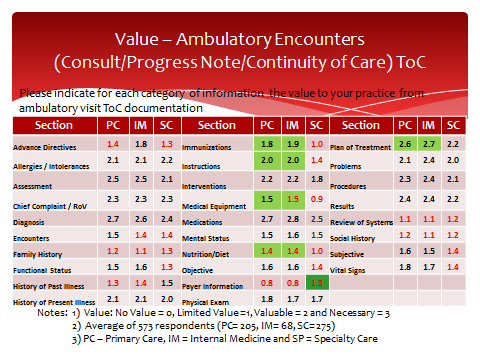 Value – Ambulatory Encounters
(Consult/Progress Note/Continuity of Care) ToC
Please indicate for each category of information the value to your practice from
ambulatory visit ToC documentation
Section PC IM SC Section PC IM SC Section PC IM SC
Advance Directives 1.4 1.8 1.3 Immunizations 1.8 1.9 1.0 Plan of Treatment 2.6 2.7 2.2
Allergies / Intolerances 2.1 2.1 2.2 Instructions 2.0 2.0 1.4 Problems 2.1 2.4 2.0
Assessment 2.5 2.5 2.1 Interventions 2.2 2.2 1.8 Procedures 2.3 2.4 2.1
Chief Complaint / RoV 2.3 2.3 2.3 Medical Equipment 1.5 1.5 0.9 Results 2.4 2.4 2.2
Diagnosis 2.7 2.6 2.4 Medications 2.7 2.8 2.5 Review of Systems 1.1 1.1 1.2
Encounters 1.5 1.4 1.4 Mental Status 1.5 1.6 1.5 Social History 1.2 1.1 1.2
Family History 1.2 1.1 1.3 Nutrition/Diet 1.4 1.4 1.0 Subjective 1.6 1.5 1.4
Functional Status 1.5 1.6 1.3 Objective 1.6 1.6 1.4 Vital Signs 1.8 1.7 1.4
History of Past Illness 1.3 1.4 1.5 Payer Information 0.8 0.8 1.3
History of Present Illness 2.1 2.1 2.0 Physical Exam 1.8 1.7 1.7
Notes: 1) Value: No Value = 0, Limited Value =1, Valuable = 2 and Necessary = 3
2) Average of 573 respondents (PC= 205, IM= 68, SC=275)
3) PC – Primary Care, IM = Internal Medicine and SP = Specialty Care